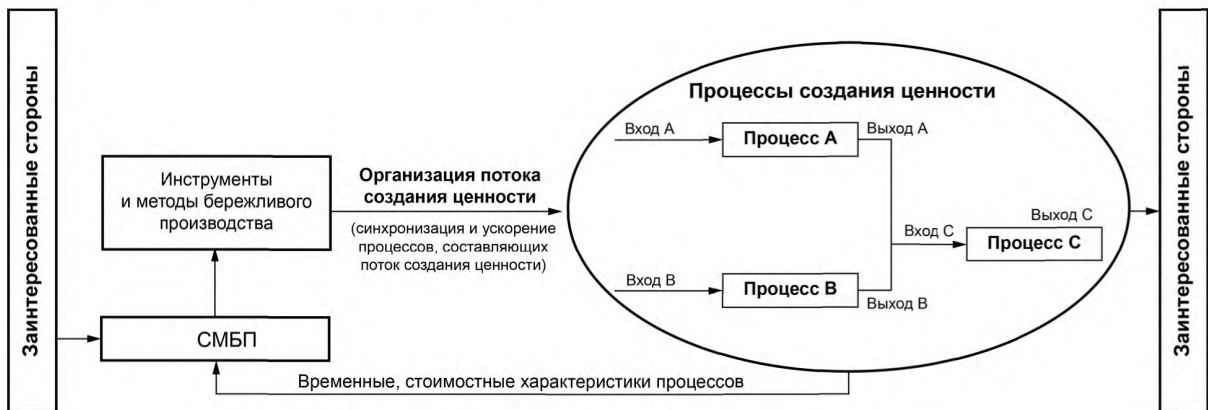 Заинтересованные стороны
Инструменты
и методы бережливого
производства
СМБП
Организация потока
создания ценности
(синхронизация и ускорение
процессов, составляющих
поток создания ценности)
Процессы создания ценности
Вход А
Процесс А
Выход А
Вход С
Выход С
Процесс С
Вход В
Процесс В
Выход В
Временные, стоимостные характеристики процессов
Заинтересованные стороны